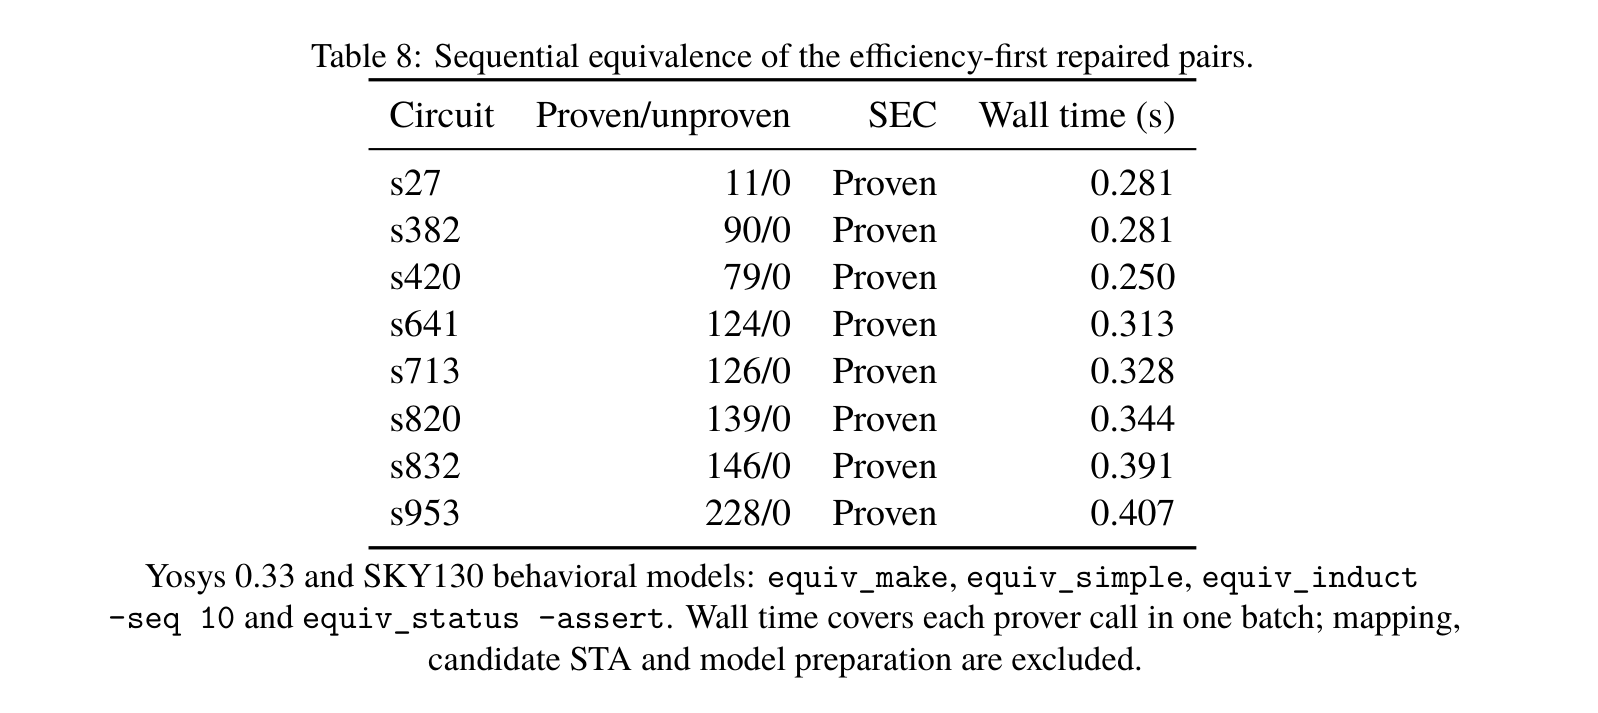 Table 8: Sequential equivalence of the efficiency-first repaired pairs.
Circuit Proven/unproven SEC Wall time (s)
s27 11/0 Proven 0.281
s382 90/0 Proven 0.281
s420 79/0 Proven 0.250
s641 124/0 Proven 0.313
s713 126/0 Proven 0.328
s820 139/0 Proven 0.344
s832 146/0 Proven 0.391
s953 228/0 Proven 0.407
Yosys 0.33 and SKY130 behavioral models: equiv_make, equiv_simple, equiv_induct
-seq 10 and equiv_status -assert. Wall time covers each prover call in one batch; mapping,
candidate STA and model preparation are excluded.